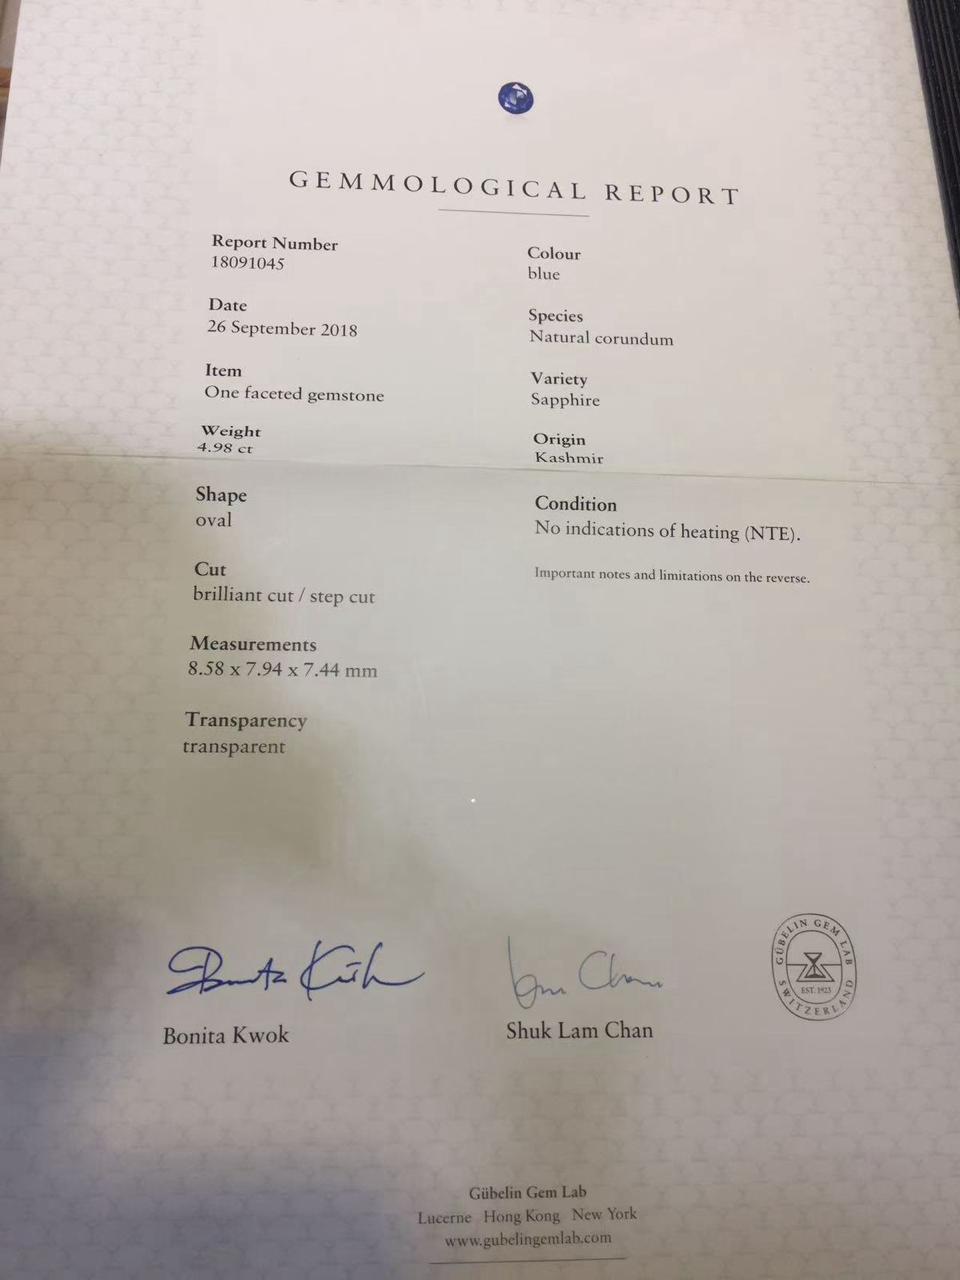 GEMMOLOGICAL REPORT
Report Number
18091045
Date
26 September 2018
Item
One faceted gemstone
Weight
4.98 ct
Shape
oval
Cut
brilliant cut / step cut
Measurements
8.58 x 7.94 x 7.44 mm
Transparency
transparent
Colour
blue
Species
Natural corundum
Variety
Sapphire
Origin
Kashmir
Condition
No indications of heating (NTE).
Important notes and limitations on the reverse.
Bonita Kwok
Shuk Lam Chan
GÜBELIN GEM LAB
EST. 1923
SWITZERLAND
Gübelin Gem Lab
Lucerne Hong Kong New York
www.gubelingemlab.com